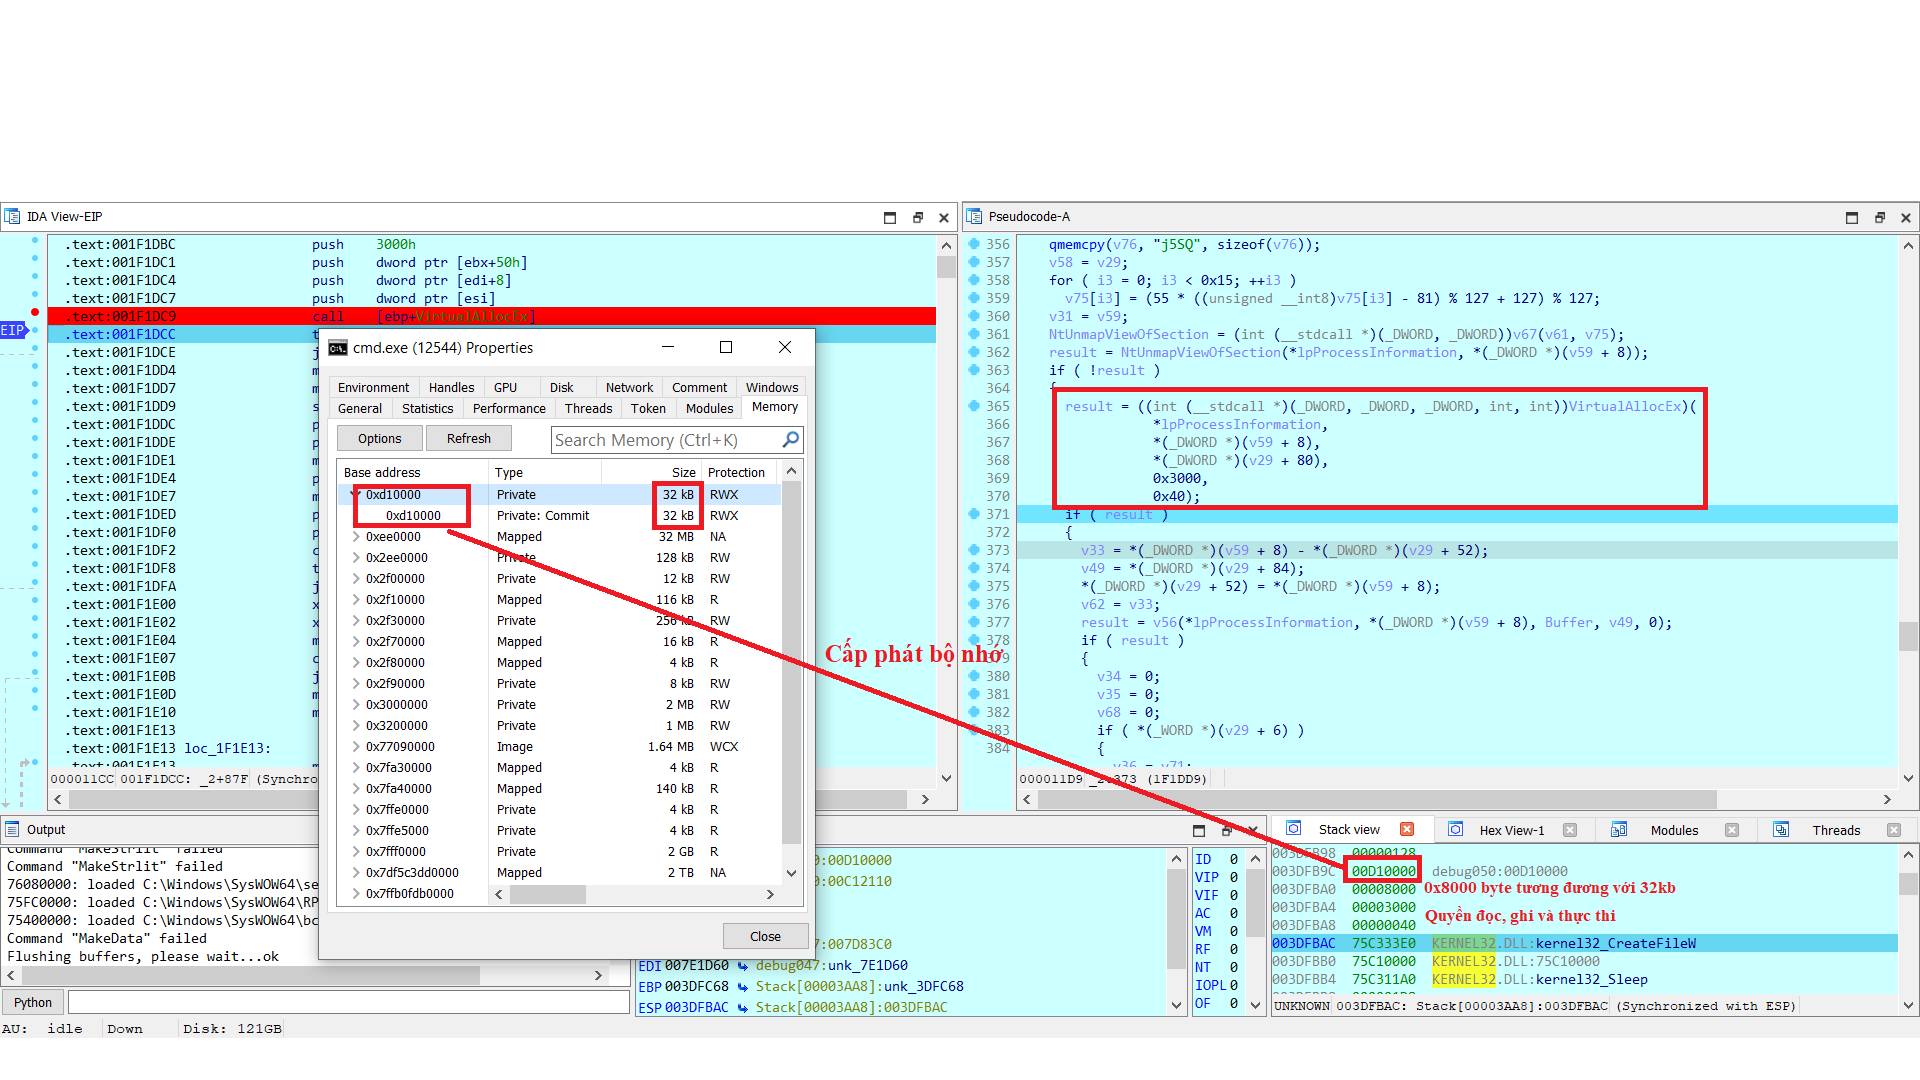 IDA View-EIP
.text:001F1DBC push 3000h
.text:001F1DC1 push dword ptr [ebx+50h]
.text:001F1DC4 push dword ptr [edi+8]
.text:001F1DC7 push dword ptr [esi]
.text:001F1DC9 call [ebp+VirtualAllocEx]
EIP .text:001F1DCC t
.text:001F1DCE j
.text:001F1DD4 m
.text:001F1DD7 m
.text:001F1DD9 s
.text:001F1DDC p
.text:001F1DDE p
.text:001F1DE1 m
.text:001F1DE4 p
.text:001F1DE7 m
.text:001F1DED p
.text:001F1DF0 p
.text:001F1DF2 c
.text:001F1DF8 t
.text:001F1DFA j
.text:001F1E00 x
.text:001F1E02 x
.text:001F1E04 m
.text:001F1E07 c
.text:001F1E0B j
.text:001F1E0D m
.text:001F1E10 m
.text:001F1E13
.text:001F1E13 loc_1F1E13:
.text:001F1E13 m
000011CC 001F1DCC: _2+87F (Synchro
cmd.exe (12544) Properties
Environment Handles GPU Disk Network Comment Windows
General Statistics Performance Threads Token Modules Memory
Options Refresh Search Memory (Ctrl+K)
Base address Type Size Protection
0xd10000 Private 32 kB RWX
0xd10000 Private: Commit 32 kB RWX
0xee0000 Mapped 32 MB NA
0x2ee0000 Private 128 kB RW
0x2f00000 Private 12 kB RW
0x2f10000 Mapped 116 kB R
0x2f30000 Private 256 kB RW
0x2f70000 Mapped 16 kB R
0x2f80000 Mapped 4 kB R
0x2f90000 Private 8 kB RW
0x3000000 Private 2 MB RW
0x3200000 Private 1 MB RW
0x77090000 Image 1.64 MB WCX
0x7fa30000 Mapped 4 kB R
0x7fa40000 Mapped 140 kB R
0x7ffe0000 Private 4 kB R
0x7ffe5000 Private 4 kB R
0x7fff0000 Private 2 GB R
0x7df5c3dd0000 Mapped 2 TB NA
0x7ffb0fdb0000
Close
Cấp phát bộ nhớ
Pseudocode-A
356 qmemcpy(v76, "j5SQ", sizeof(v76));
357 v58 = v29;
358 for ( i3 = 0; i3 < 0x15; ++i3 )
359 v75[i3] = (55 * ((unsigned __int8)v75[i3] - 81) % 127 + 127) % 127;
360 v31 = v59;
361 NtUnmapViewOfSection = (int (__stdcall *)(_DWORD, _DWORD))v67(v61, v75);
362 result = NtUnmapViewOfSection(*lpProcessInformation, *(_DWORD *)(v59 + 8));
363 if ( !result )
364 {
365 result = ((int (__stdcall *)(_DWORD, _DWORD, _DWORD, int, int))VirtualAllocEx)(
366 *lpProcessInformation,
367 *(_DWORD *)(v59 + 8),
368 *(_DWORD *)(v29 + 80),
369 0x3000,
370 0x40);
371 if ( result )
372 {
373 v33 = *(_DWORD *)(v59 + 8) - *(_DWORD *)(v29 + 52);
374 v49 = *(_DWORD *)(v29 + 84);
375 *(_DWORD *)(v29 + 52) = *(_DWORD *)(v59 + 8);
376 v62 = v33;
377 result = v56(*lpProcessInformation, *(_DWORD *)(v59 + 8), Buffer, v49, 0);
378 if ( result )
379 {
380 v34 = 0;
381 v35 = 0;
382 v68 = 0;
383 if ( *(_WORD *)(v29 + 6) )
384 {
v36 = v71;
000011D9 373 (1F1DD9)
Output
Command "MakeStrlit" failed
Command "MakeStrlit" failed
76080000: loaded C:\Windows\SysWOW64\se
75FC0000: loaded C:\Windows\SysWOW64\RP
75400000: loaded C:\Windows\SysWOW64\bc
Command "MakeData" failed
Flushing buffers, please wait...ok
Python
AU: idle Down Disk: 121GB
:00D10000
:00C12110
7:007D83C0
EDI 007E1D60 debug047:unk_7E1D60
EBP 003DFC68 Stack[00003AA8]:unk_3DFC68
ESP 003DFBAC Stack[00003AA8]:003DFBAC
ID 0
VIP 0
VIF 0
AC 0
VM 0
RF 0
NT 0
IOPL 0
OF 0
Stack view Hex View-1 Modules Threads
003DFB98 00000128
003DFB9C 00D10000 debug050:00D10000
003DFBA0 00008000 0x8000 byte tương đương với 32kb
003DFBA4 00003000
Quyền đọc, ghi và thực thi
003DFBA8 00000040
003DFBAC 75C333E0 KERNEL32.DLL:kernel32_CreateFileW
003DFBB0 75C10000 KERNEL32.DLL:75C10000
003DFBB4 75C311A0 KERNEL32.DLL:kernel32_Sleep
UNKNOWN 003DFBAC: Stack[00003AA8]:003DFBAC (Synchronized with ESP)